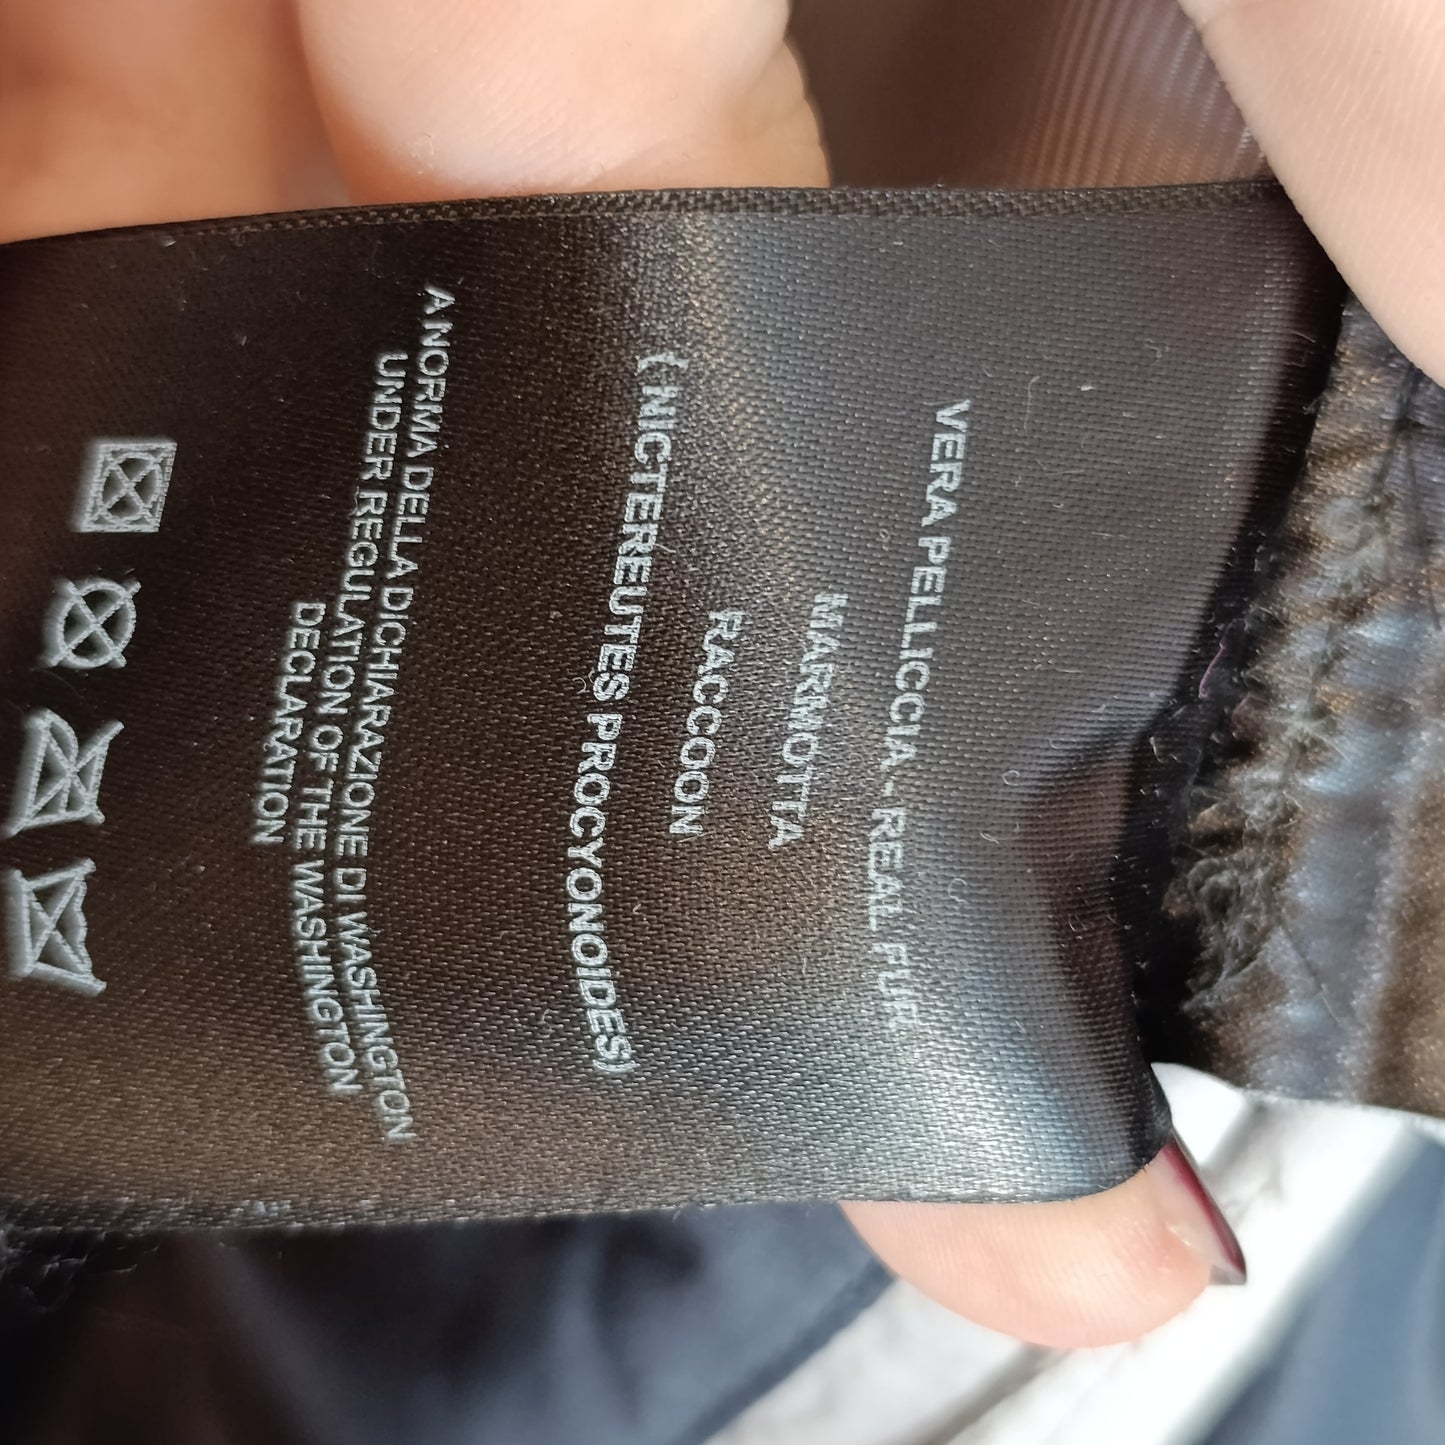 VERA PELLICCIA - REAL FUR
MARMOTTA
RACCOON
( NICTEREUTES PROCYONOIDES)
A NORMA DELLA DICHIARAZIONE DI WASHINGTON
UNDER REGULATION OF THE WASHINGTON
DECLARATION